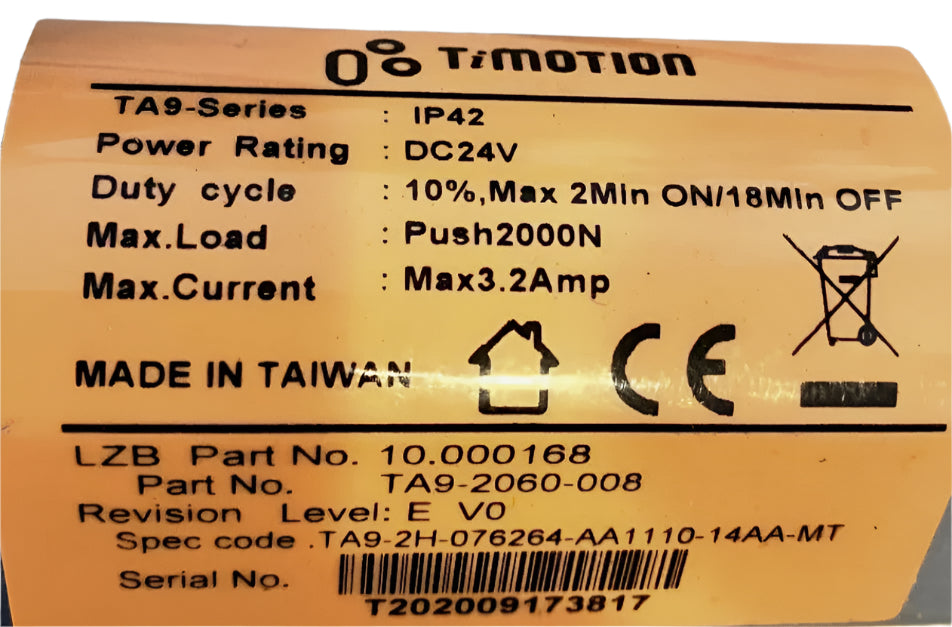 TiMOTION
TA9-Series : IP42
Power Rating : DC24V
Duty cycle : 10%,Max 2Min ON/18Min OFF
Max.Load : Push2000N
Max.Current : Max3.2Amp
MADE IN TAIWAN CE
LZB Part No. 10.000168
Part No. TA9-2060-008
Revision Level: E V0
Spec code .TA9-2H-076264-AA1110-14AA-MT
Serial No.
T202009173817